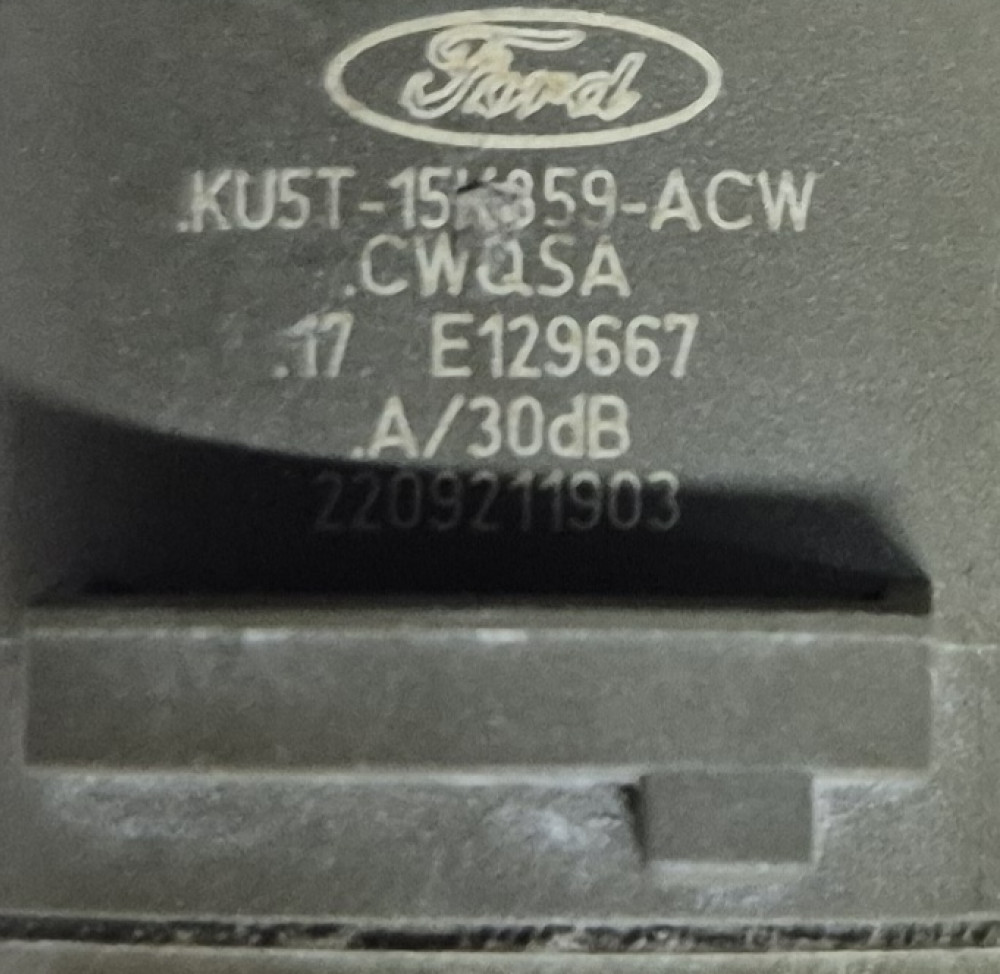 Ford
.KU5T-15K859-ACW
.CWQSA
.17. E129667
.A/30dB
2209211903